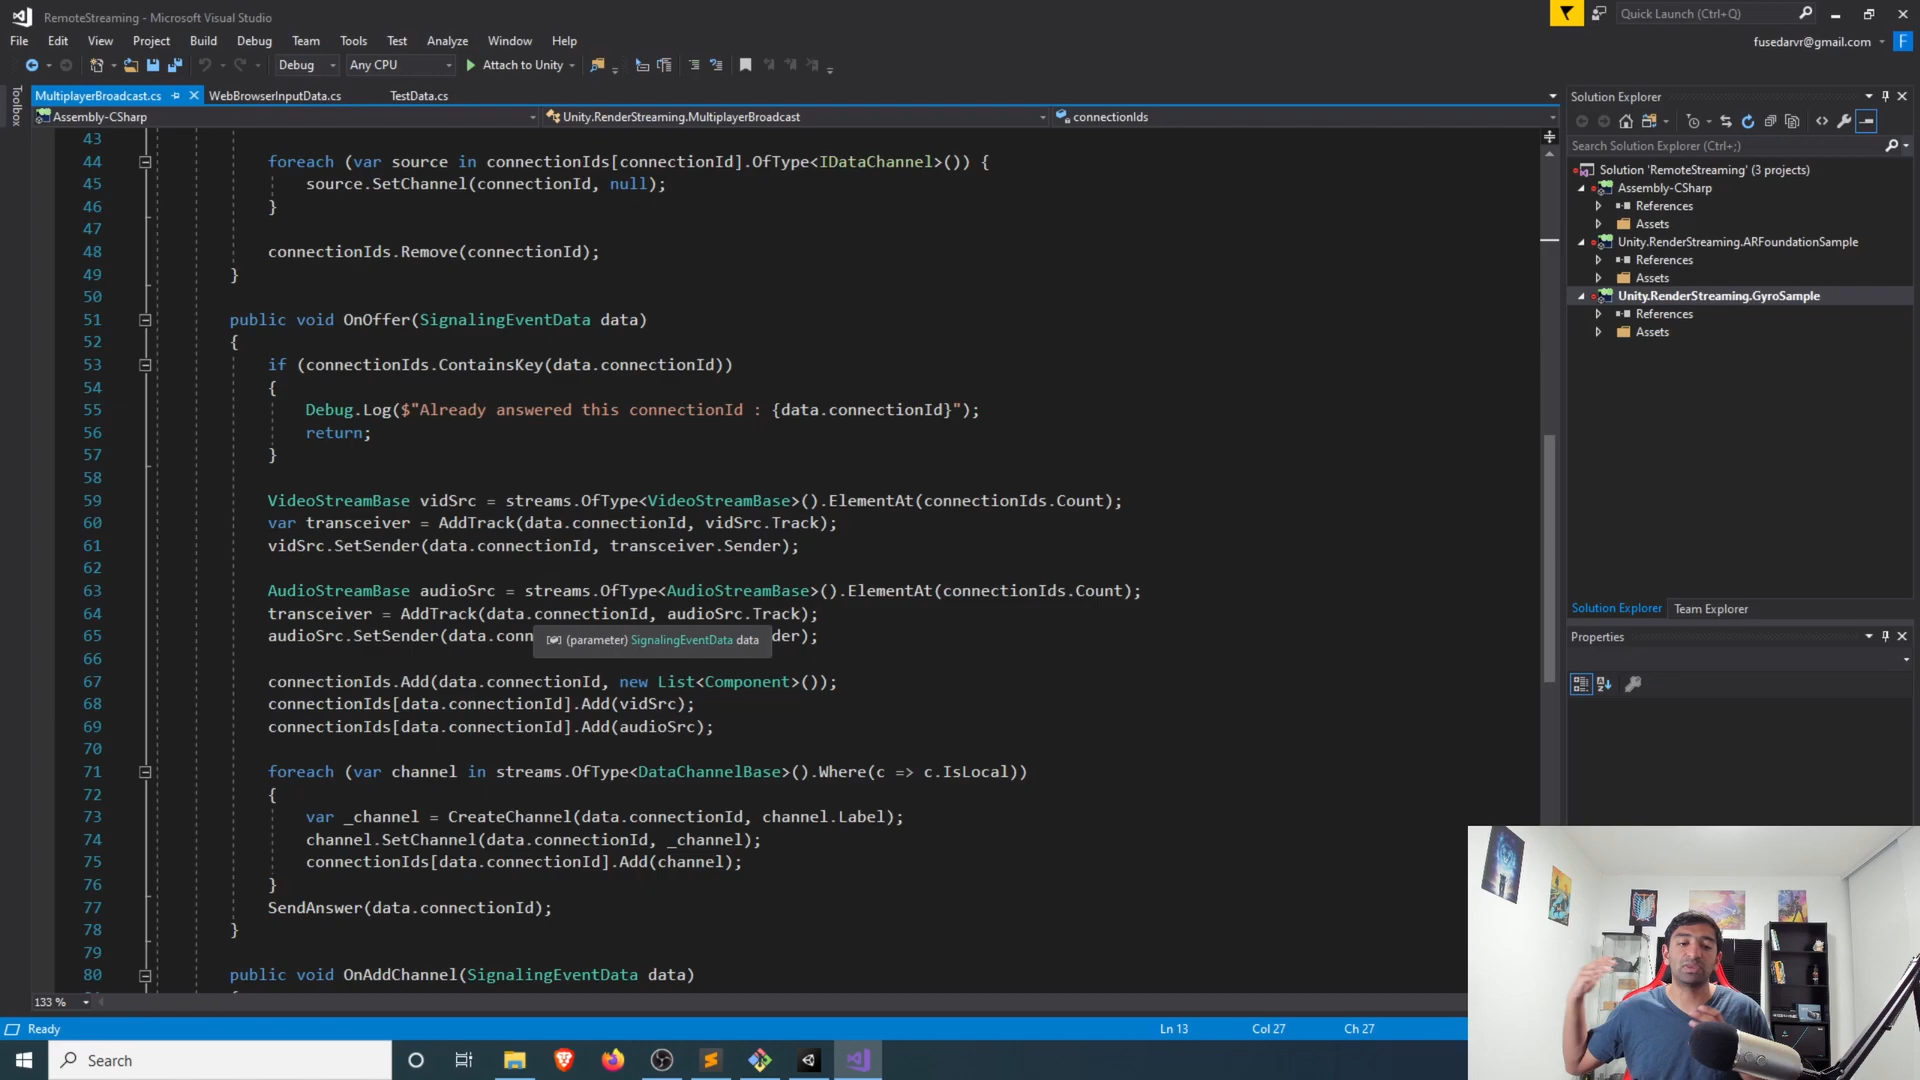 RemoteStreaming - Microsoft Visual Studio
Quick Launch (Ctrl+Q)
File Edit View Project Build Debug Team Tools Test Analyze Window Help
fusedarvr@gmail.com F
Debug Any CPU Attach to Unity
Toolbox
MultiplayerBroadcast.cs WebBrowserInputData.cs TestData.cs
Assembly-CSharp Unity.RenderStreaming.MultiplayerBroadcast connectionIds
43
44 foreach (var source in connectionIds[connectionId].OfType<IDataChannel>()) {
45 source.SetChannel(connectionId, null);
46 }
47
48 connectionIds.Remove(connectionId);
49 }
50
51 public void OnOffer(SignalingEventData data)
52 {
53 if (connectionIds.ContainsKey(data.connectionId))
54 {
55 Debug.Log($"Already answered this connectionId : {data.connectionId}");
56 return;
57 }
58
59 VideoStreamBase vidSrc = streams.OfType<VideoStreamBase>().ElementAt(connectionIds.Count);
60 var transceiver = AddTrack(data.connectionId, vidSrc.Track);
61 vidSrc.SetSender(data.connectionId, transceiver.Sender);
62
63 AudioStreamBase audioSrc = streams.OfType<AudioStreamBase>().ElementAt(connectionIds.Count);
64 transceiver = AddTrack(data.connectionId, audioSrc.Track);
65 audioSrc.SetSender(data.conn der);
(parameter) SignalingEventData data
66
67 connectionIds.Add(data.connectionId, new List<Component>());
68 connectionIds[data.connectionId].Add(vidSrc);
69 connectionIds[data.connectionId].Add(audioSrc);
70
71 foreach (var channel in streams.OfType<DataChannelBase>().Where(c => c.IsLocal))
72 {
73 var _channel = CreateChannel(data.connectionId, channel.Label);
74 channel.SetChannel(data.connectionId, _channel);
75 connectionIds[data.connectionId].Add(channel);
76 }
77 SendAnswer(data.connectionId);
78 }
79
80 public void OnAddChannel(SignalingEventData data)
133 %
Solution Explorer
Search Solution Explorer (Ctrl+;)
Solution 'RemoteStreaming' (3 projects)
Assembly-CSharp
References
Assets
Unity.RenderStreaming.ARFoundationSample
References
Assets
Unity.RenderStreaming.GyroSample
References
Assets
Solution Explorer Team Explorer
Properties
Ready Ln 13 Col 27 Ch 27
Search